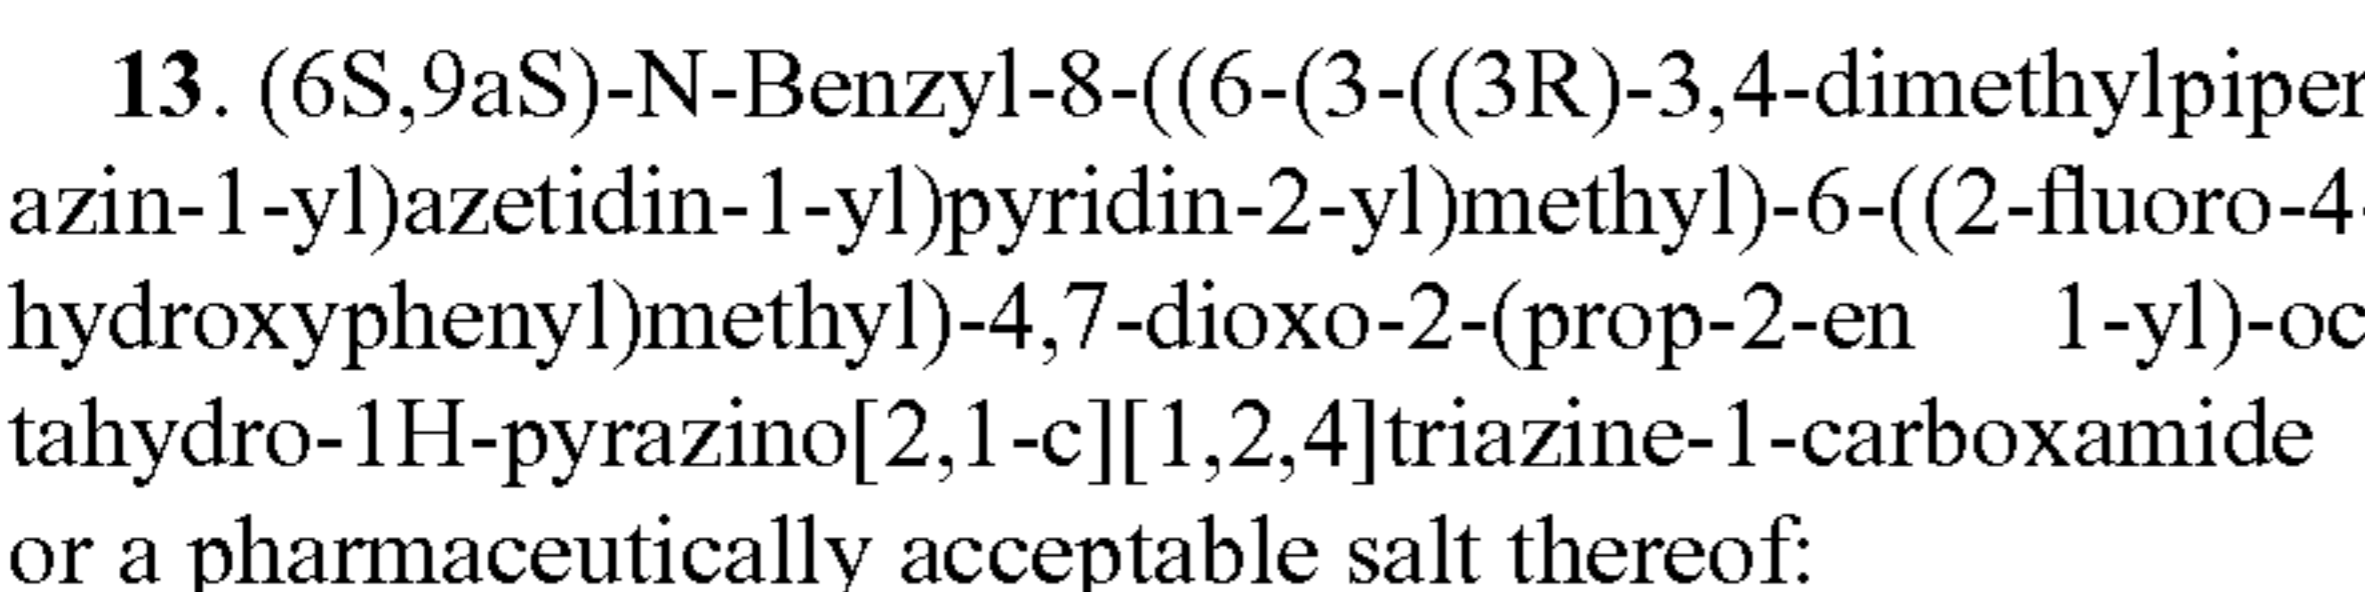 13. (6S,9aS)-N-Benzyl-8-((6-(3-((3R)-3,4-dimethylpiper
azin-1-yl)azetidin-1-yl)pyridin-2-yl)methyl)-6-((2-fluoro-4-
hydroxyphenyl)methyl)-4,7-dioxo-2-(prop-2-en 1-yl)-oc
tahydro-1H-pyrazino[2,1-c][1,2,4]triazine-1-carboxamide
or a pharmaceutically acceptable salt thereof: